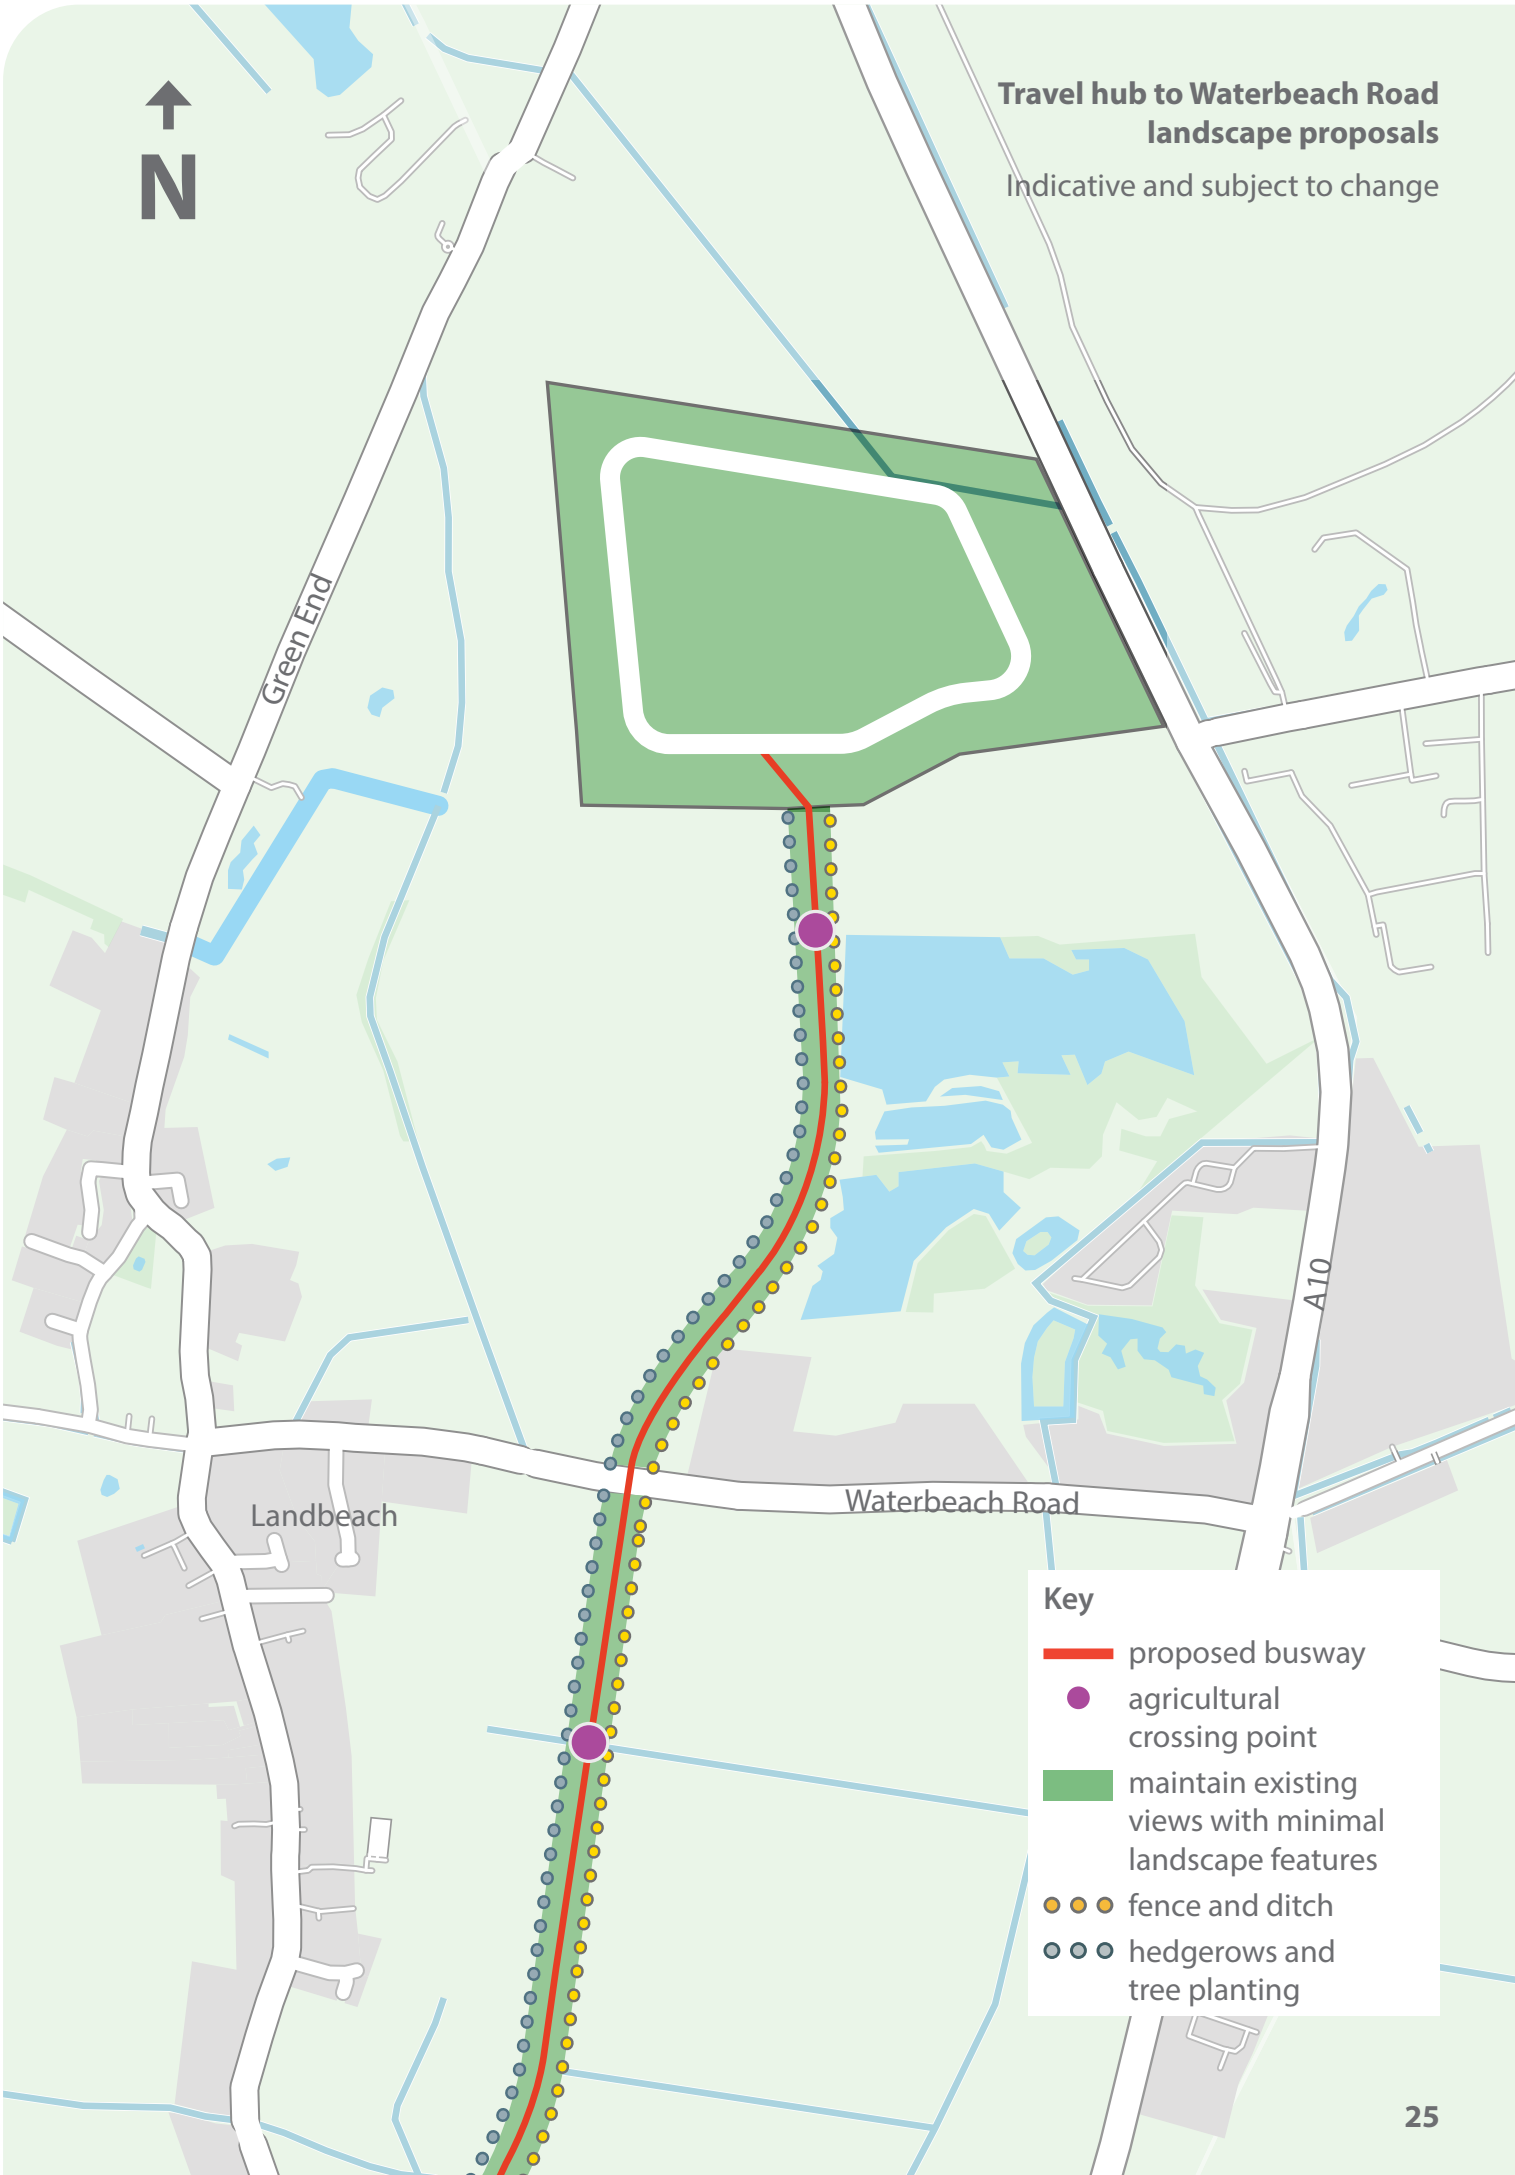 Travel hub to Waterbeach Road
landscape proposals
Indicative and subject to change
N
Green End
A10
Waterbeach Road
Landbeach
Key
proposed busway
agricultural
crossing point
maintain existing
views with minimal
landscape features
fence and ditch
hedgerows and
tree planting
25